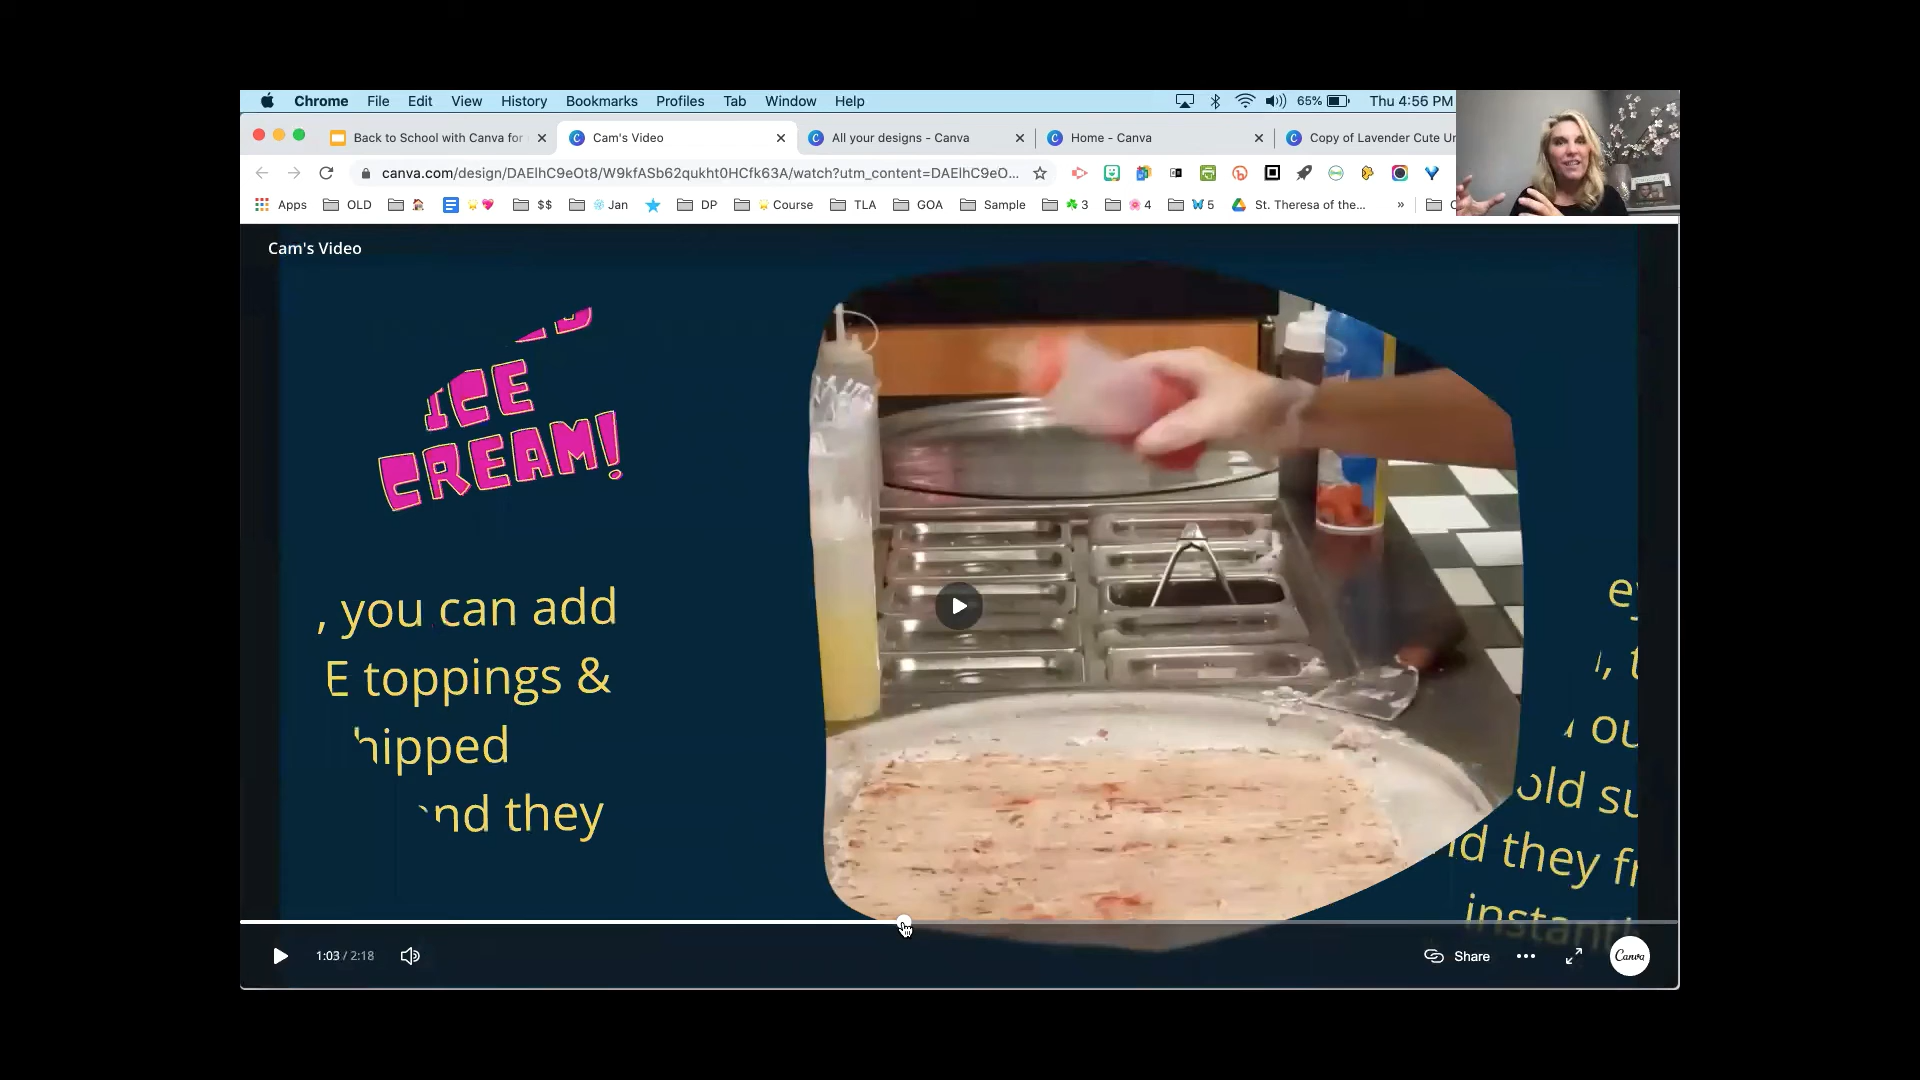 Chrome File Edit View History Bookmarks Profiles Tab Window Help 65% Thu 4:56 PM
Back to School with Canva for Cam's Video All your designs - Canva Home - Canva Copy of Lavender Cute Un
canva.com/design/DAElhC9eOt8/W9kfASb62qukht0HCfk63A/watch?utm_content=DAElhC9eO...
Apps OLD $$ Jan DP Course TLA GOA Sample 3 4 5 St. Theresa of the... »
Cam's Video
ICE
CREAM!
, you can add
E toppings &
hipped
nd they
ou
old su
d they fr
instant
1:03 / 2:18 Share Canva